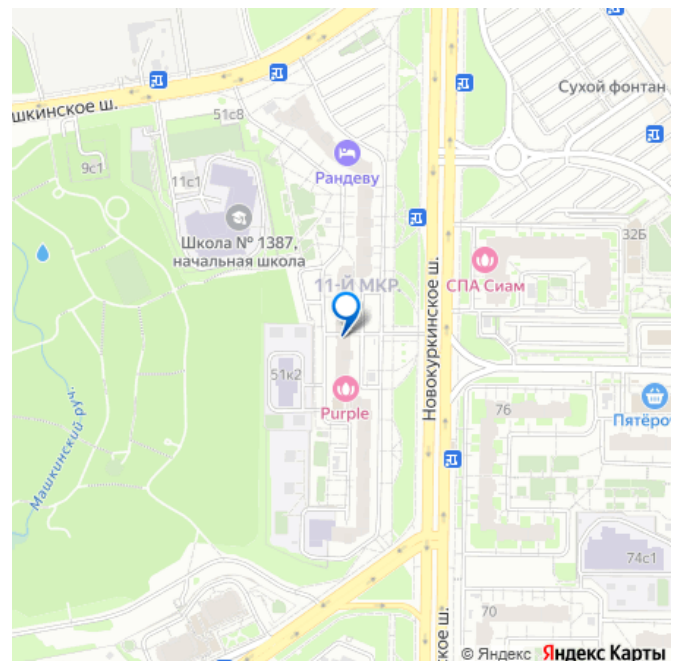 Сухой фонтан
шкинское ш.
51с8
9с1
11с1
Рандеву
32Б
Школа № 1387,
начальная школа
СПА Сиам
11-Й МКР.
Новокуркинское ш.
51к2
Purple
76
Пятёро
Машкинский руч.
74с1
70
кое ш.
© Яндекс Яндекс Карты